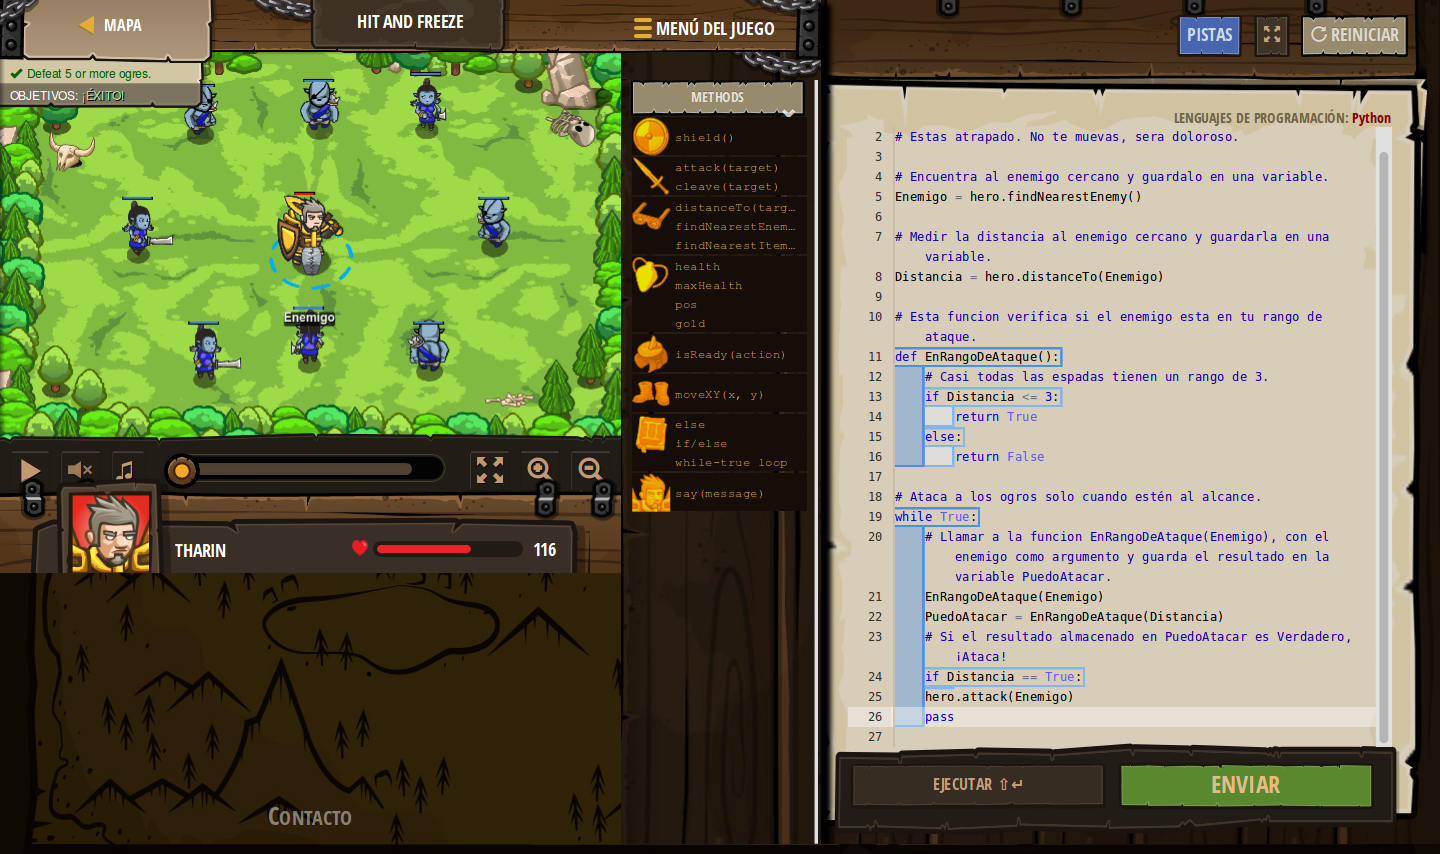 MAPA
HIT AND FREEZE
MENÚ DEL JUEGO
Defeat 5 or more ogres.
OBJETIVOS: ¡ÉXITO!
Enemigo
THARIN
116
CONTACTO
METHODS
shield()
attack(target)
cleave(target)
distanceTo(targ…
findNearestEnem…
findNearestItem…
health
maxHealth
pos
gold
isReady(action)
moveXY(x, y)
else
if/else
while-true loop
say(message)
PISTAS
REINICIAR
LENGUAJES DE PROGRAMACIÓN: Python
2 # Estas atrapado. No te muevas, sera doloroso.
3
4 # Encuentra al enemigo cercano y guardalo en una variable.
5 Enemigo = hero.findNearestEnemy()
6
7 # Medir la distancia al enemigo cercano y guardarla en una
variable.
8 Distancia = hero.distanceTo(Enemigo)
9
10 # Esta funcion verifica si el enemigo esta en tu rango de
ataque.
11 def EnRangoDeAtaque():
12 # Casi todas las espadas tienen un rango de 3.
13 if Distancia <= 3:
14 return True
15 else:
16 return False
17
18 # Ataca a los ogros solo cuando estén al alcance.
19 while True:
20 # Llamar a la funcion EnRangoDeAtaque(Enemigo), con el
enemigo como argumento y guarda el resultado en la
variable PuedoAtacar.
21 EnRangoDeAtaque(Enemigo)
22 PuedoAtacar = EnRangoDeAtaque(Distancia)
23 # Si el resultado almacenado en PuedoAtacar es Verdadero,
¡Ataca!
24 if Distancia == True:
25 hero.attack(Enemigo)
26 pass
27
EJECUTAR ⇧↵
ENVIAR